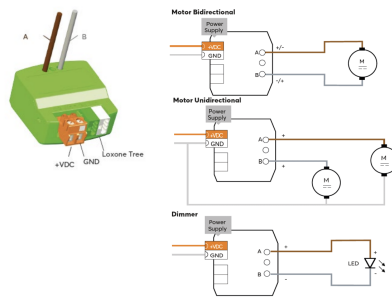 A
B
Loxone Tree
GND
+VDC
Motor Bidirectional
Power
Supply
+VDC
GND
A
B
+/-
-/+
M
Motor Unidirectional
Power
Supply
+VDC
GND
A
B
+
+
M
M
Dimmer
Power
Supply
+VDC
GND
A
B
+
-
LED
+
-